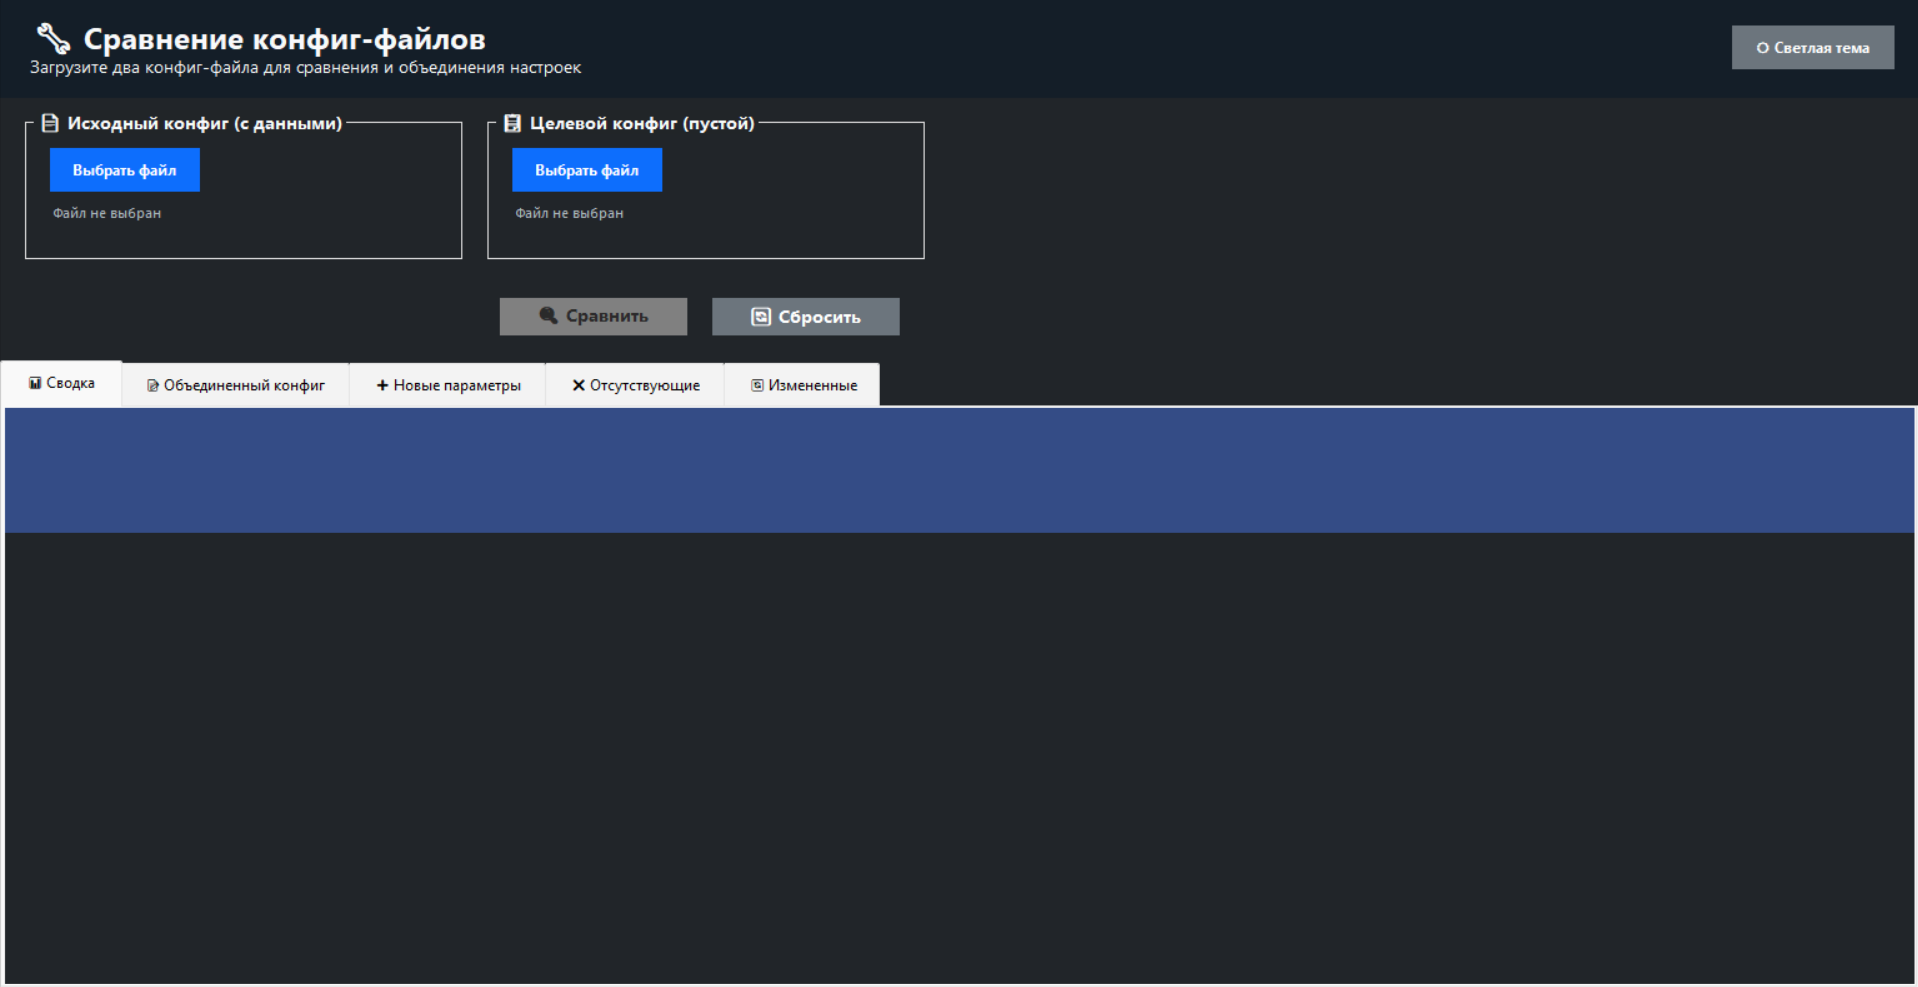 Сравнение конфиг-файлов
Загрузите два конфиг-файла для сравнения и объединения настроек
Светлая тема
Исходный конфиг (с данными)
Целевой конфиг (пустой)
Выбрать файл
Выбрать файл
Файл не выбран
Файл не выбран
Сравнить
Сбросить
Сводка
Объединенный конфиг
Новые параметры
Отсутствующие
Измененные